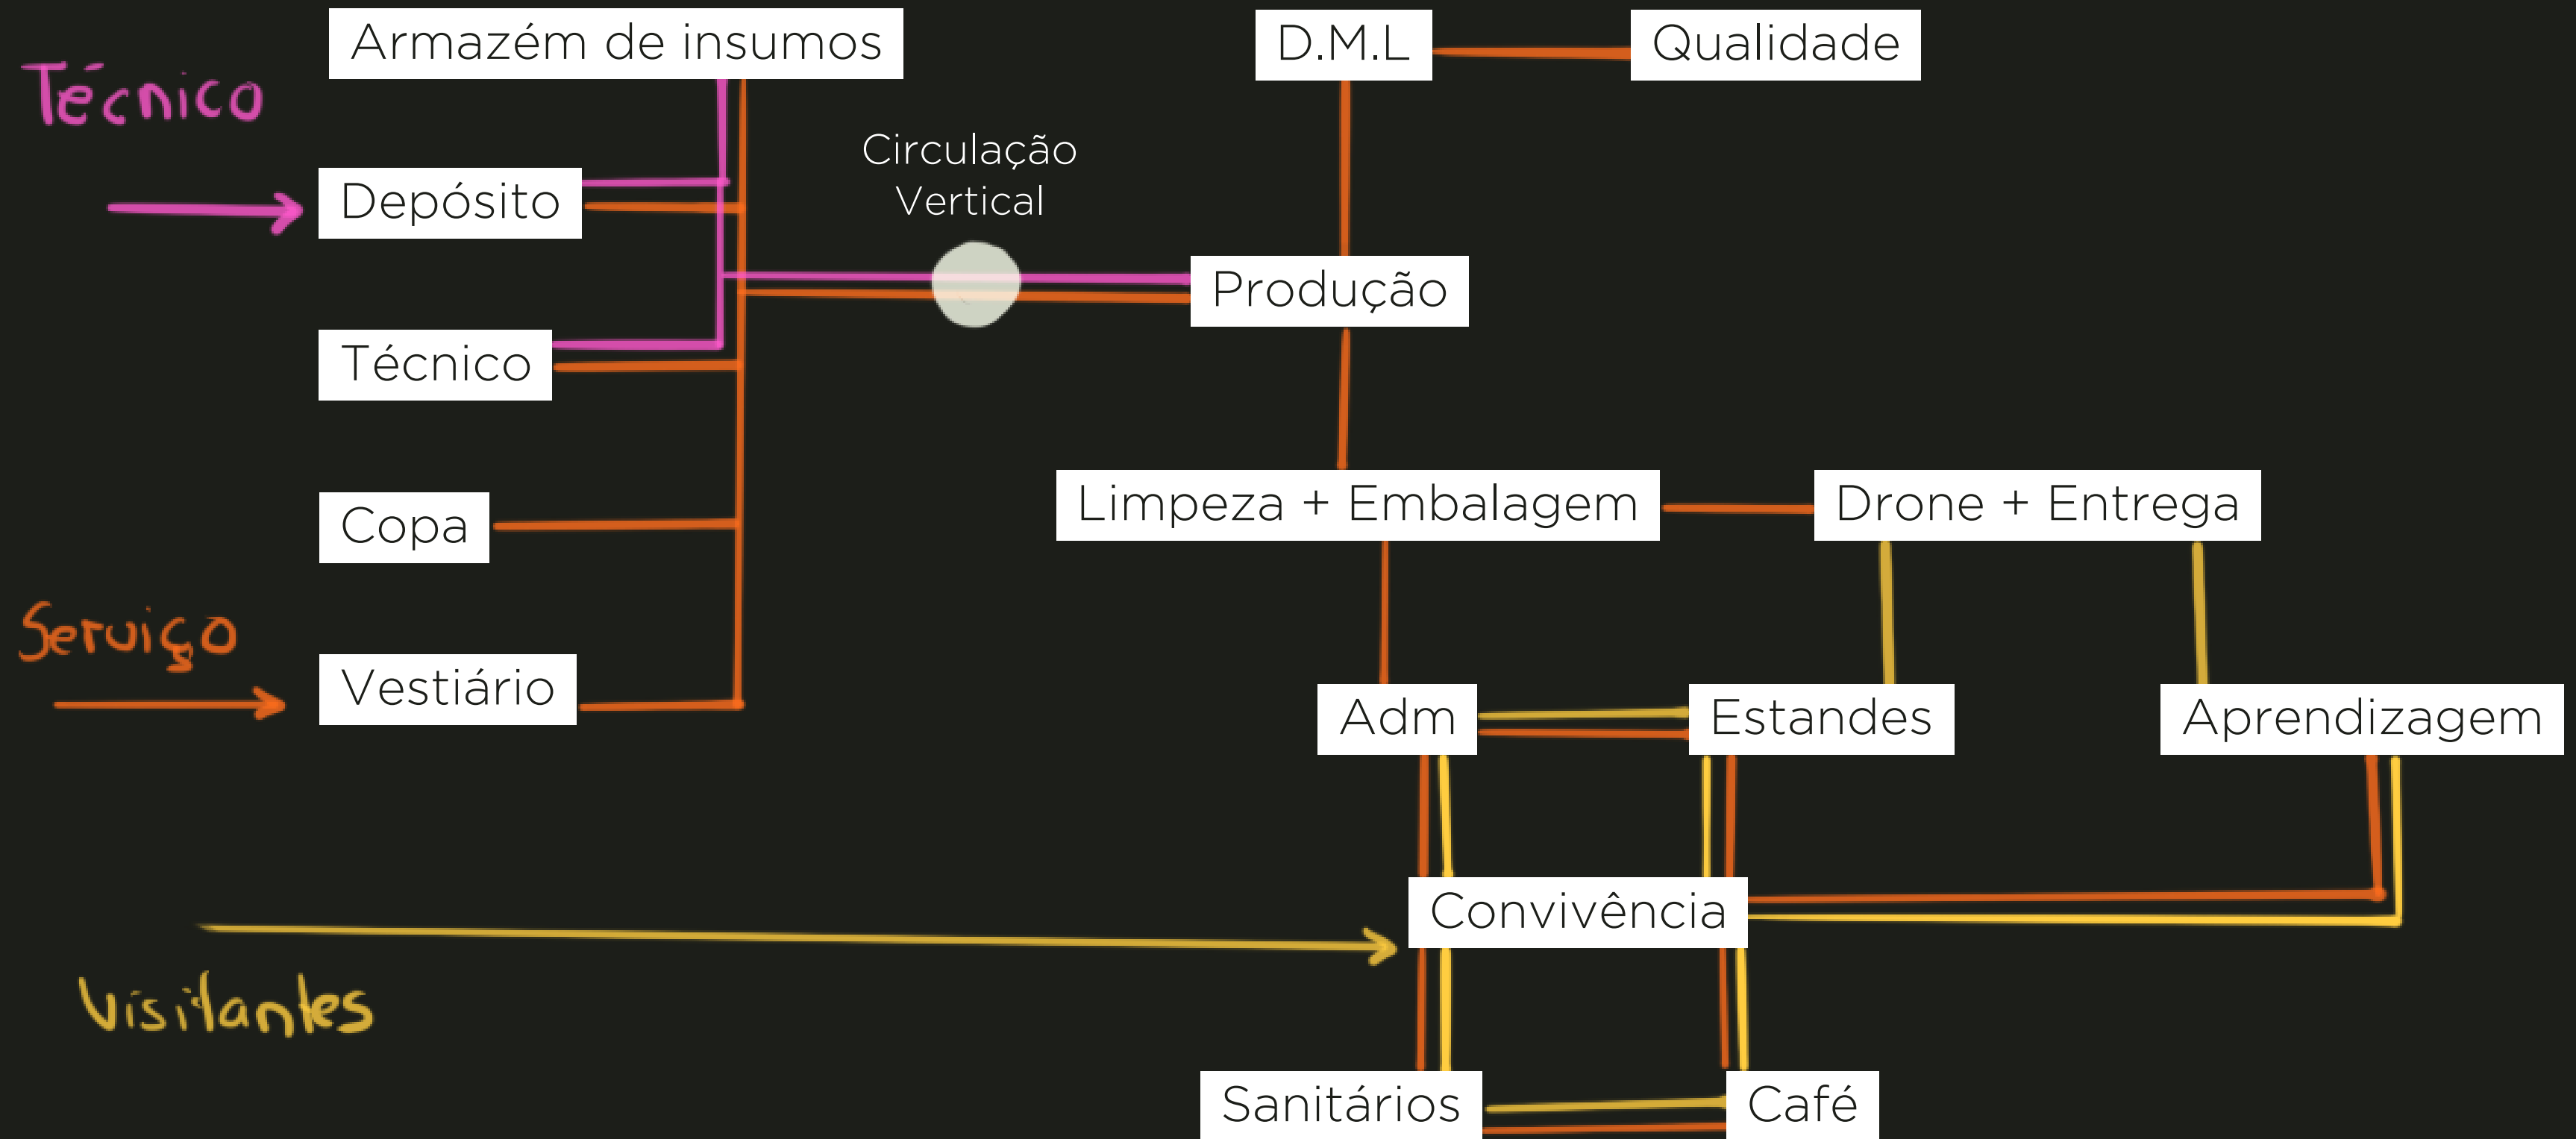 Armazém de insumos
D.M.L
Qualidade
Técnico
Circulação
Vertical
Depósito
Produção
Técnico
Limpeza + Embalagem
Drone + Entrega
Copa
Serviço
Vestiário
Adm
Estandes
Aprendizagem
Convivência
Visitantes
Sanitários
Café